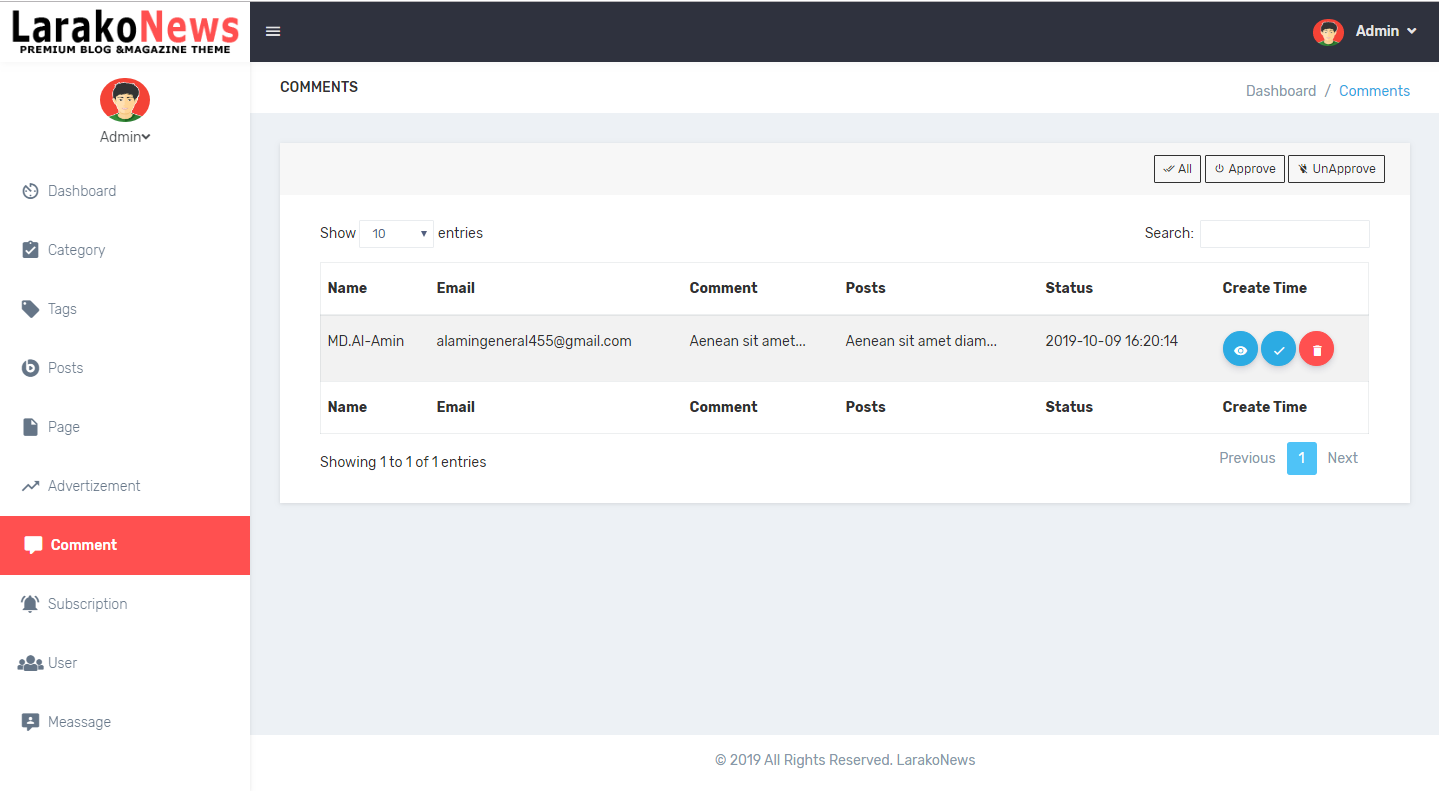 LarakoNews
PREMIUM BLOG &MAGAZINE THEME
Admin
Admin
Dashboard
Category
Tags
Posts
Page
Advertizement
Comment
Subscription
User
Meassage
COMMENTS
Dashboard / Comments
All Approve UnApprove
Show 10 entries Search:
Name Email Comment Posts Status Create Time
MD.Al-Amin alamingeneral455@gmail.com Aenean sit amet... Aenean sit amet diam... 2019-10-09 16:20:14
Name Email Comment Posts Status Create Time
Showing 1 to 1 of 1 entries Previous 1 Next
© 2019 All Rights Reserved. LarakoNews